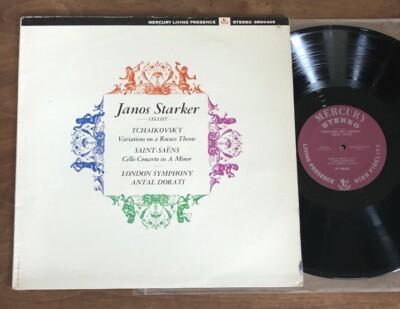 MERCURY LIVING PRESENCE STEREO SR90409
Janos Starker
CELLIST
TCHAIKOVSKY
Variations on a Rococo Theme
SAINT-SAËNS
Cello Concerto in A Minor
LONDON SYMPHONY
ANTAL DORATI
MERCURY
STEREO
LIVING PRESENCE HIGH FIDELITY